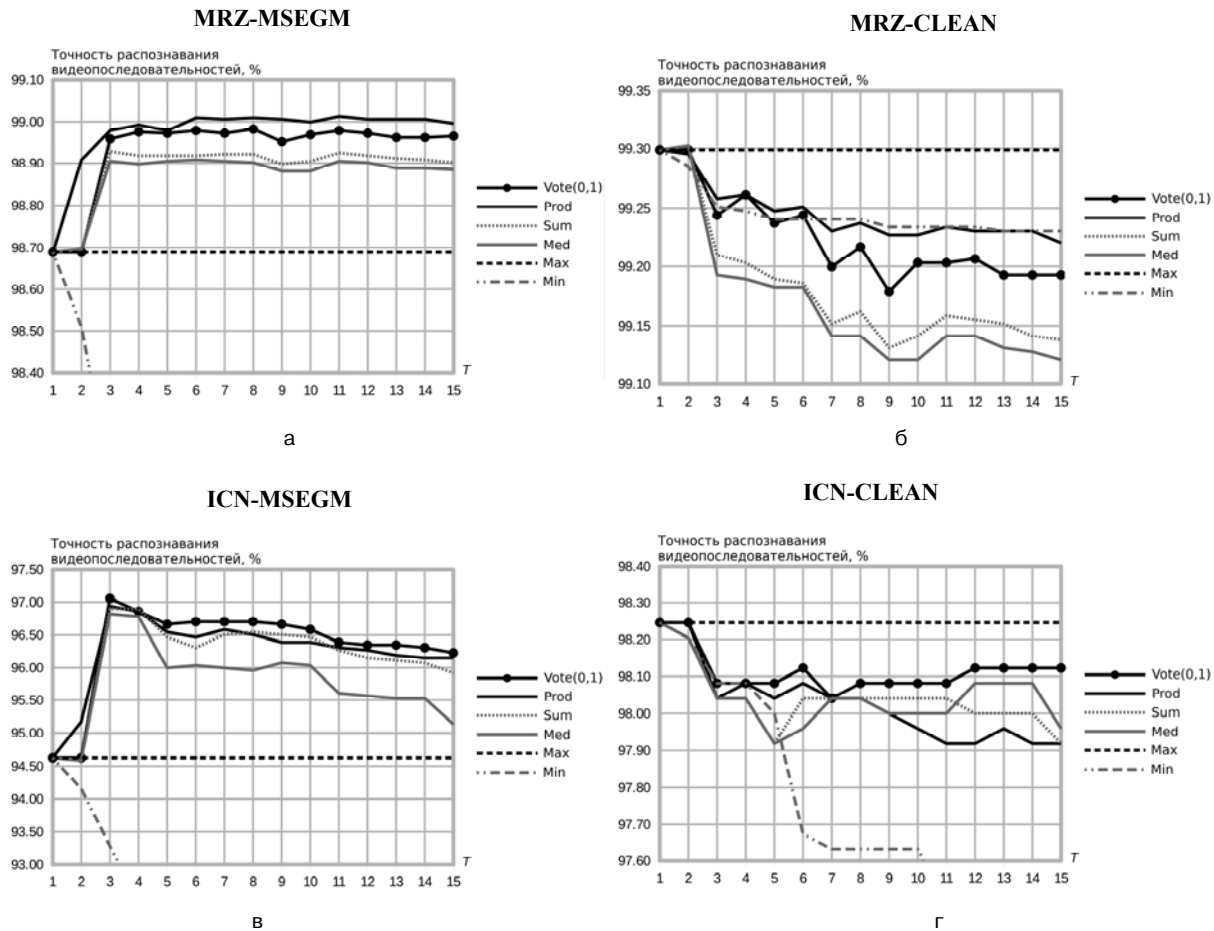 MRZ-MSEGM
Точность распознавания
видеопоследовательностей, %
99.10
99.00
98.90
98.80
98.70
98.60
98.50
98.40
1 2 3 4 5 6 7 8 9 10 11 12 13 14 15
T
Vote(0,1)
Prod
Sum
Med
Max
Min
а
MRZ-CLEAN
Точность распознавания
видеопоследовательностей, %
99.35
99.30
99.25
99.20
99.15
99.10
1 2 3 4 5 6 7 8 9 10 11 12 13 14 15
T
Vote(0,1)
Prod
Sum
Med
Max
Min
б
ICN-MSEGM
Точность распознавания
видеопоследовательностей, %
97.50
97.00
96.50
96.00
95.50
95.00
94.50
94.00
93.50
93.00
1 2 3 4 5 6 7 8 9 10 11 12 13 14 15
T
Vote(0,1)
Prod
Sum
Med
Max
Min
в
ICN-CLEAN
Точность распознавания
видеопоследовательностей, %
98.40
98.30
98.20
98.10
98.00
97.90
97.80
97.70
97.60
1 2 3 4 5 6 7 8 9 10 11 12 13 14 15
T
Vote(0,1)
Prod
Sum
Med
Max
Min
г